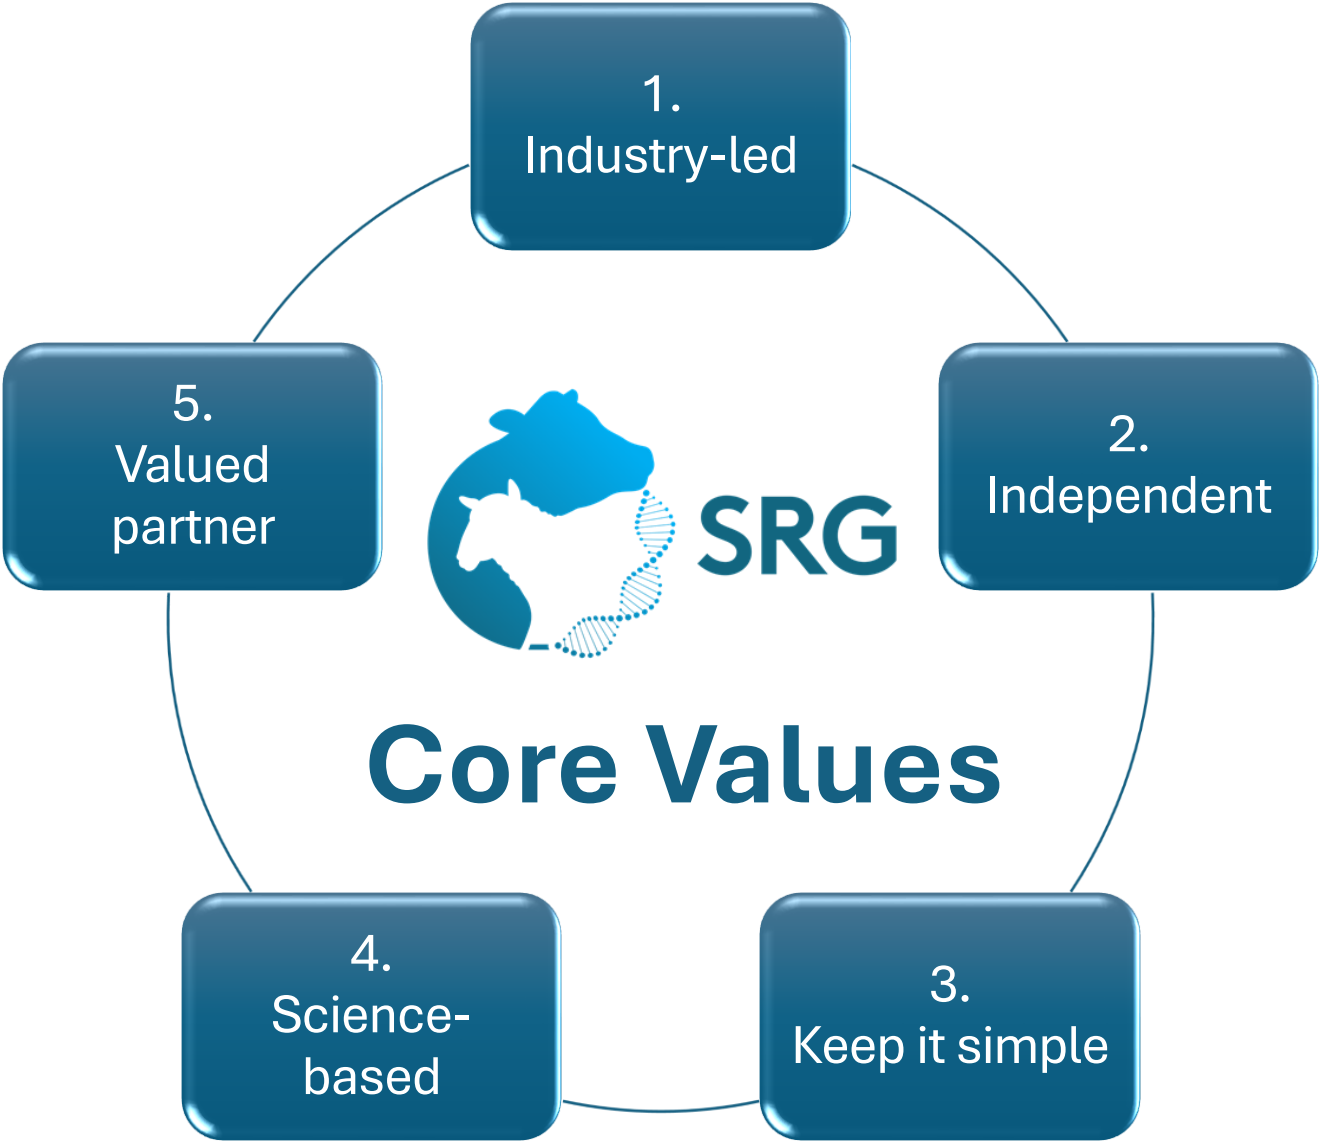 1.
Industry-led
2.
Independent
3.
Keep it simple
4.
Science-
based
5.
Valued
partner
SRG
Core Values